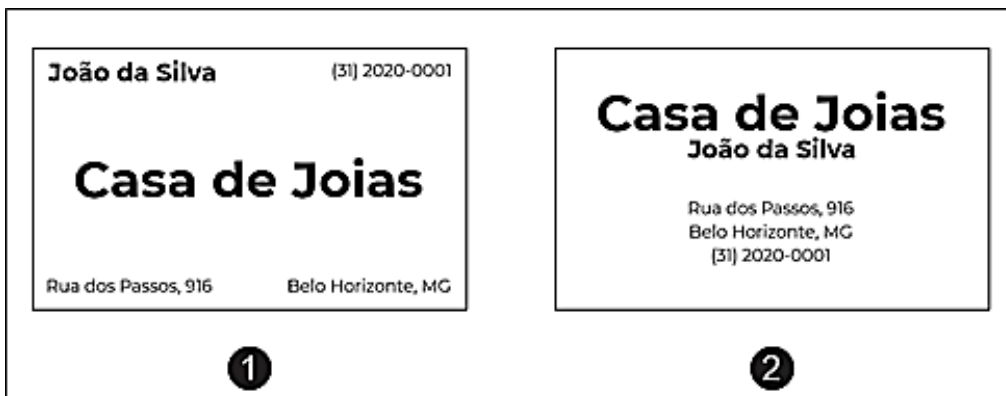 João da Silva (31) 2020-0001
Casa de Joias
Rua dos Passos, 916 Belo Horizonte, MG
1
Casa de Joias
João da Silva
Rua dos Passos, 916
Belo Horizonte, MG
(31) 2020-0001
2